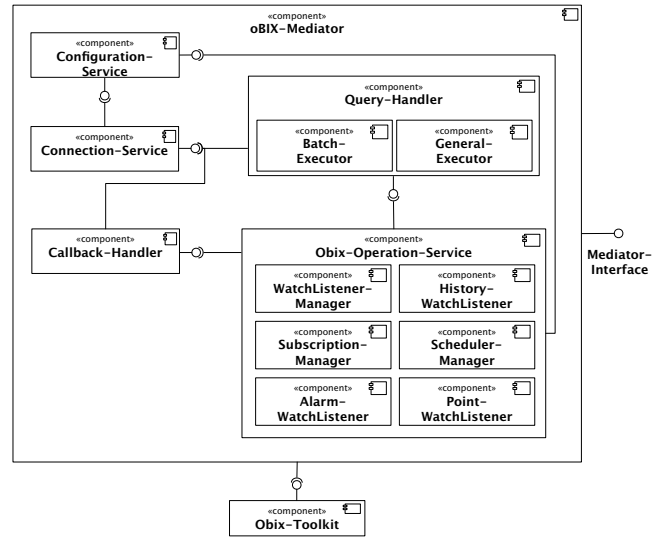 «component»
oBIX-Mediator
«component»
Configuration-
Service
«component»
Query-Handler
«component»
Batch-
Executor
«component»
General-
Executor
«component»
Connection-Service
«component»
Callback-Handler
«component»
Obix-Operation-Service
«component»
WatchListener-
Manager
«component»
History-
WatchListener
«component»
Subscription-
Manager
«component»
Scheduler-
Manager
«component»
Alarm-
WatchListener
«component»
Point-
WatchListener
Mediator-
Interface
«component»
Obix-Toolkit